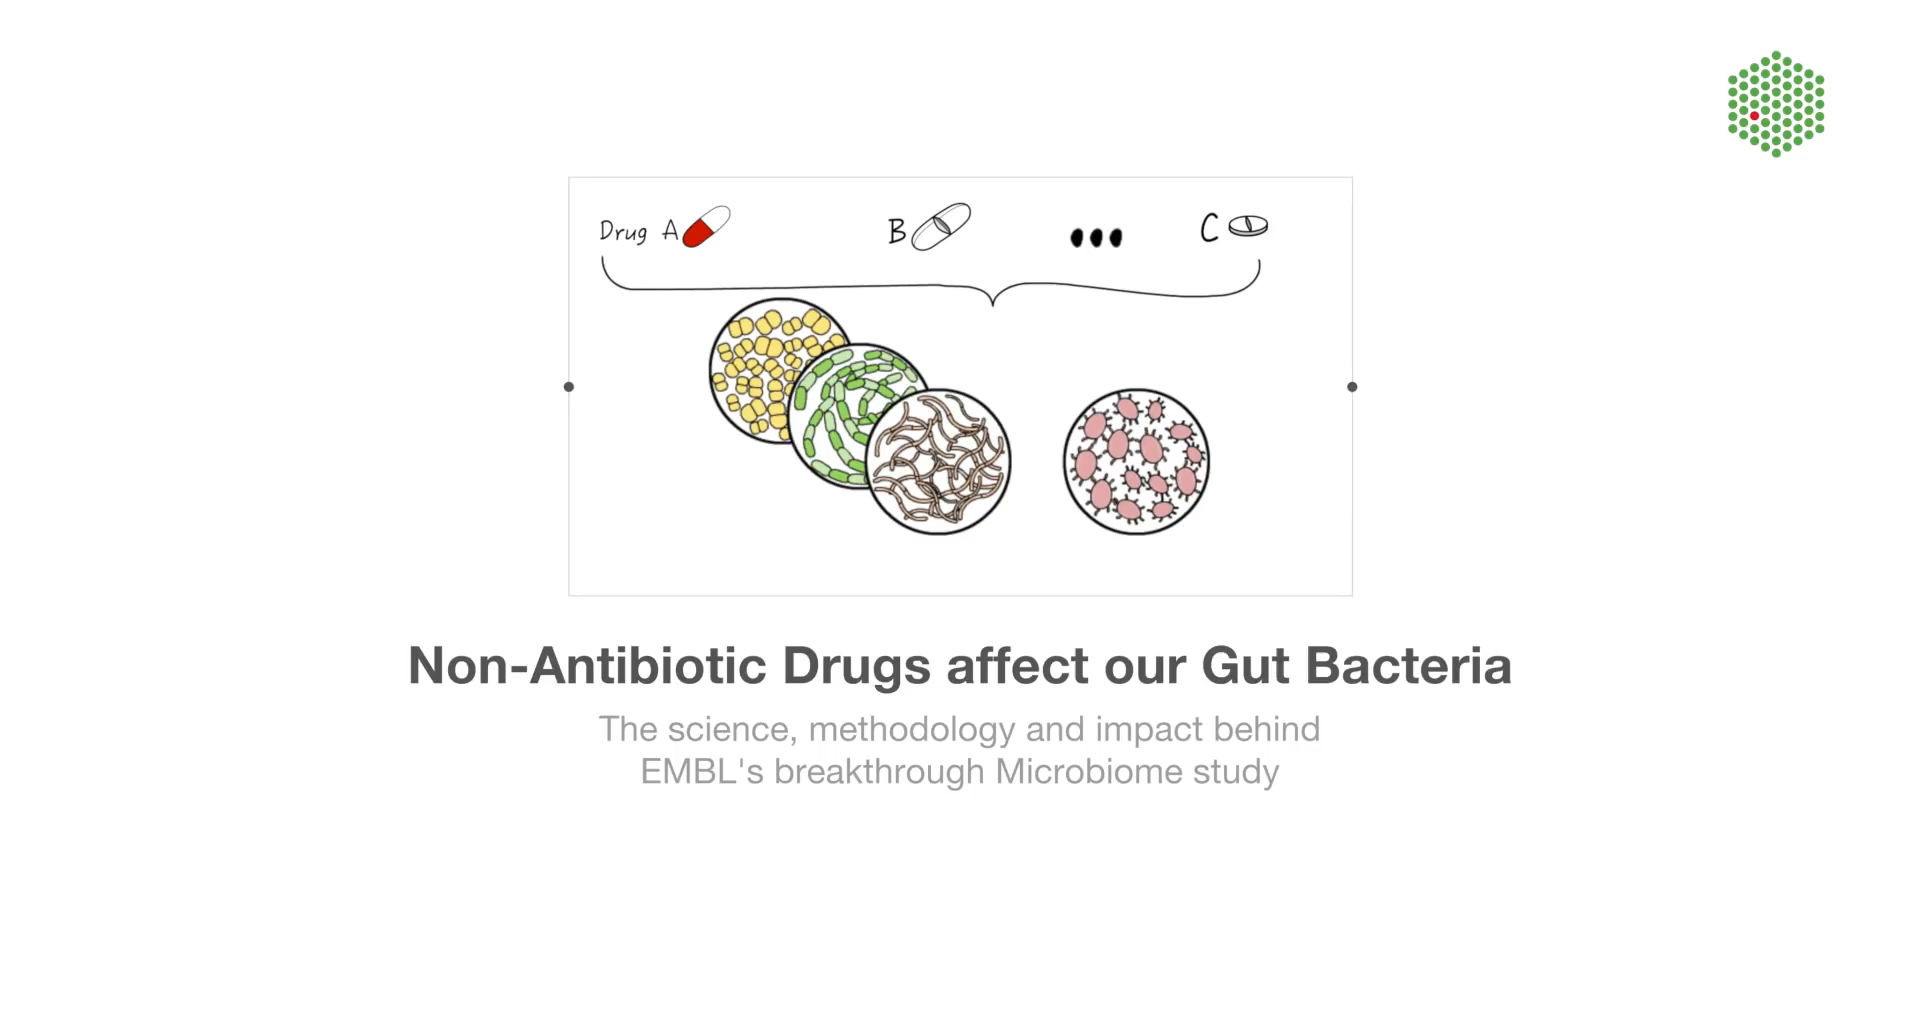 Drug A B ••• C
Non-Antibiotic Drugs affect our Gut Bacteria
The science, methodology and impact behind
EMBL's breakthrough Microbiome study